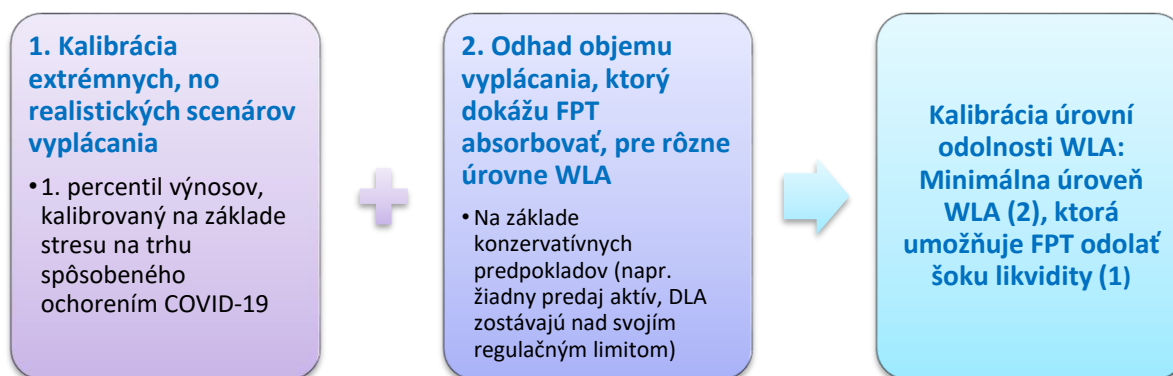 1. Kalibrácia
extrémnych, no
realistických scenárov
vyplácania
• 1. percentil výnosov,
kalibrovaný na základe
stresu na trhu
spôsobeného
ochorením COVID-19
2. Odhad objemu
vyplácania, ktorý
dokážu FPT
absorbovať, pre rôzne
úrovne WLA
• Na základe
konzervatívnych
predpokladov (napr.
žiadny predaj aktív, DLA
zostávajú nad svojím
regulačným limitom)
Kalibrácia úrovní
odolnosti WLA:
Minimálna úroveň
WLA (2), ktorá
umožňuje FPT odolať
šoku likvidity (1)